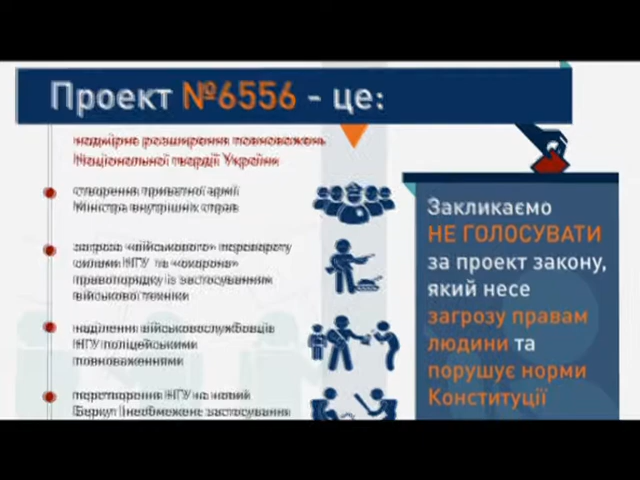 Проект №6556 - це:
надмірне розширення повноважень
Національної гвардії України
створення приватної армії
Міністра внутрішніх справ
загроза «військового» перевороту
силами НГУ та «охорона»
правопорядку із застосуванням
військової техніки
наділення військовослужбовців
НГУ поліцейськими
повноваженнями
перетворення НГУ на новий
Беркут (необмежене застосування
Закликаємо
НЕ ГОЛОСУВАТИ
за проект закону,
який несе
загрозу правам
людини та
порушує норми
Конституції